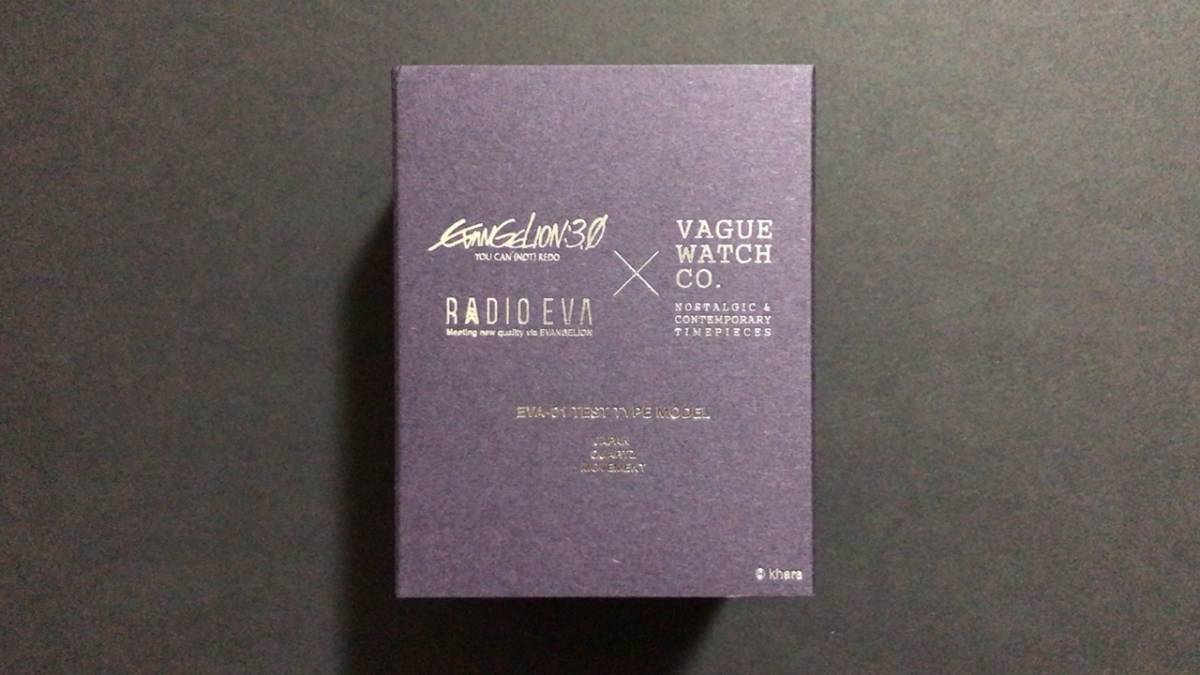 EVANGELION:3.0
YOU CAN (NOT) REDO
RADIO EVA
Meeting new quality via EVANGELION
×
VAGUE
WATCH
CO.
NOSTALGIC &
CONTEMPORARY
TIMEPIECES
EVA-01 TEST TYPE MODEL
JAPAN
QUARTZ
MOVEMENT
© khara